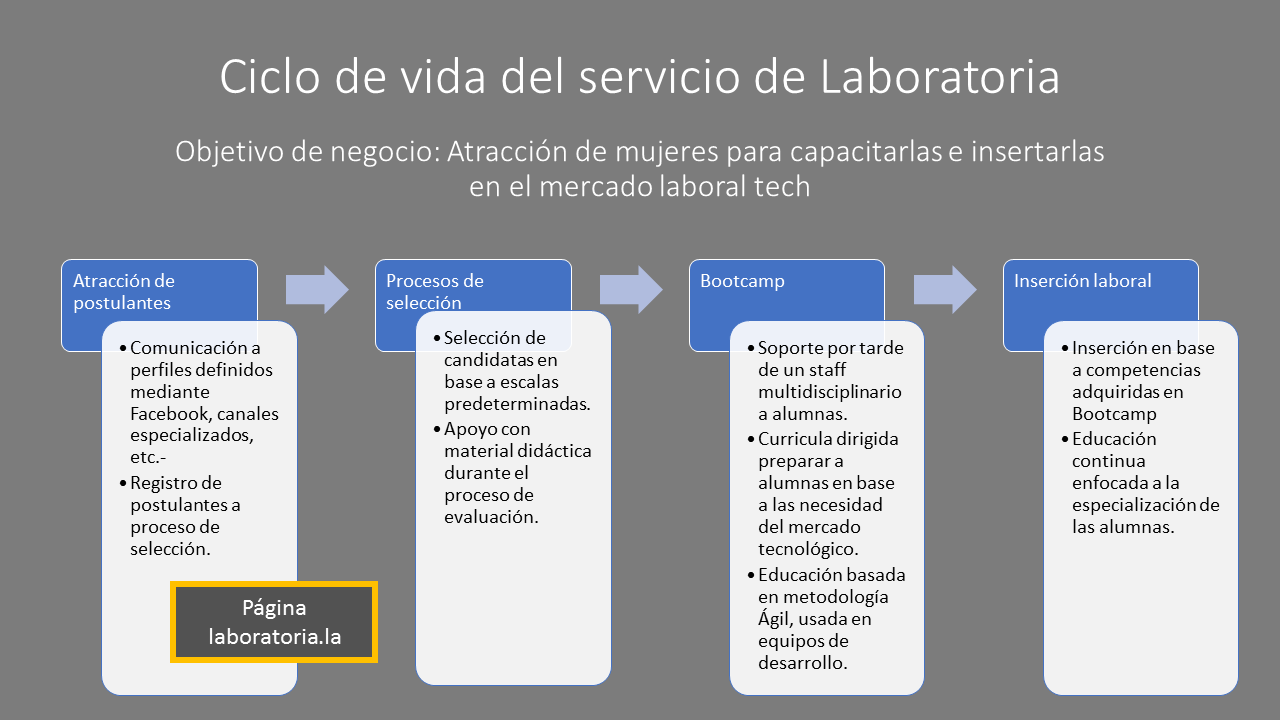 Ciclo de vida del servicio de Laboratoria
Objetivo de negocio: Atracción de mujeres para capacitarlas e insertarlas
en el mercado laboral tech
Atracción de
postulantes
•Comunicación a
perfiles definidos
mediante
Facebook, canales
especializados,
etc.-
•Registro de
postulantes a
proceso de
selección.
Página
laboratoria.la
Procesos de
selección
•Selección de
candidatas en
base a escalas
predeterminadas.
•Apoyo con
material didáctica
durante el
proceso de
evaluación.
Bootcamp
•Soporte por tarde
de un staff
multidisciplinario
a alumnas.
•Curricula dirigida
preparar a
alumnas en base
a las necesidad
del mercado
tecnológico.
•Educación basada
en metodología
Ágil, usada en
equipos de
desarrollo.
Inserción laboral
•Inserción en base
a competencias
adquiridas en
Bootcamp
•Educación
continua
enfocada a la
especialización de
las alumnas.